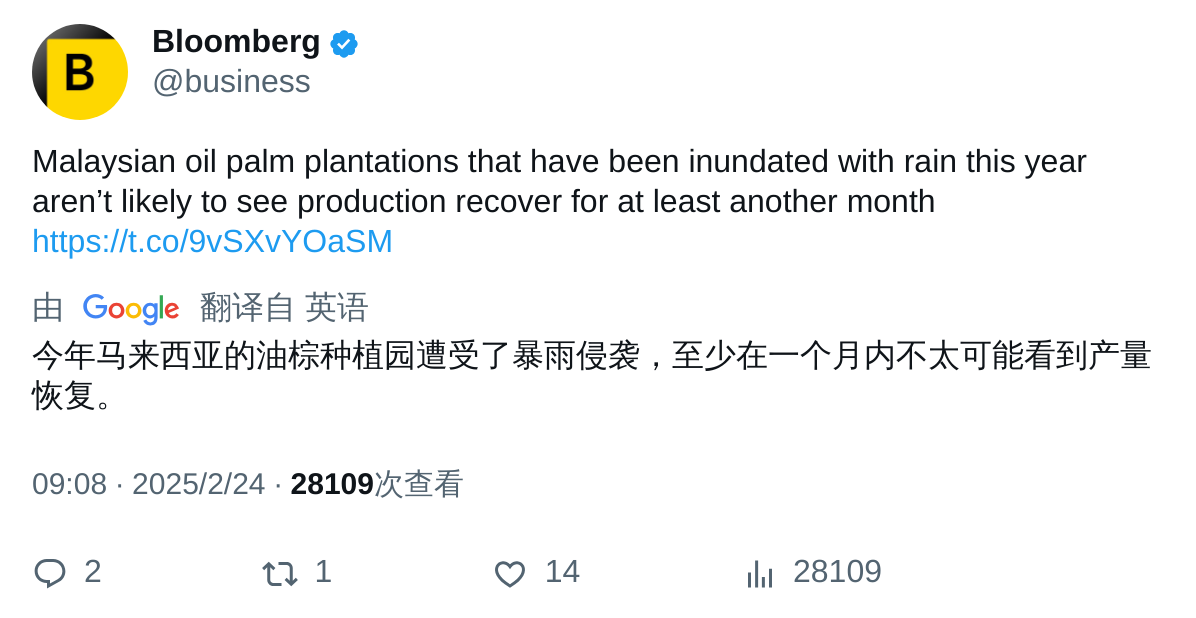 B
Bloomberg
@business
Malaysian oil palm plantations that have been inundated with rain this year
aren’t likely to see production recover for at least another month
https://t.co/9vSXvYOaSM
由 Google 翻译自 英语
今年马来西亚的油棕种植园遭受了暴雨侵袭，至少在一个月内不太可能看到产量
恢复。
09:08 · 2025/2/24 · 28109次查看
2 1 14 28109